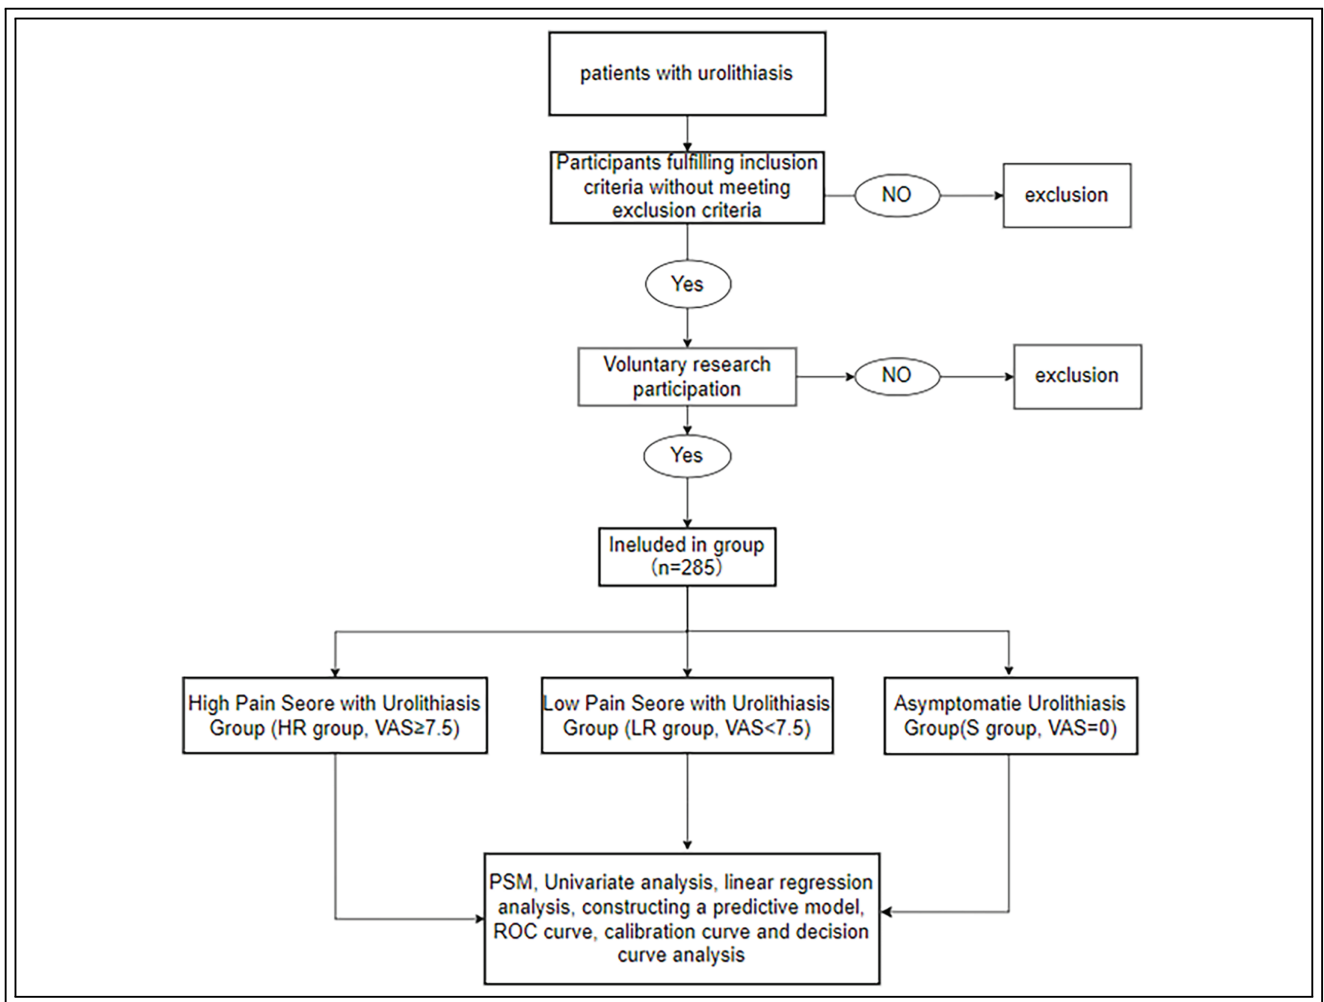 patients with urolithiasis
Participants fulfilling inclusion
criteria without meeting
exclusion criteria
NO
exclusion
Yes
Voluntary research
participation
NO
exclusion
Yes
Ineluded in group
(n=285)
High Pain Seore with Urolithiasis
Group (HR group, VAS≥7.5)
Low Pain Seore with Urolithiasis
Group (LR group, VAS<7.5)
Asymptomatie Urolithiasis
Group(S group, VAS=0)
PSM, Univariate analysis, linear regression
analysis, constructing a predictive model,
ROC curve, calibration curve and decision
curve analysis